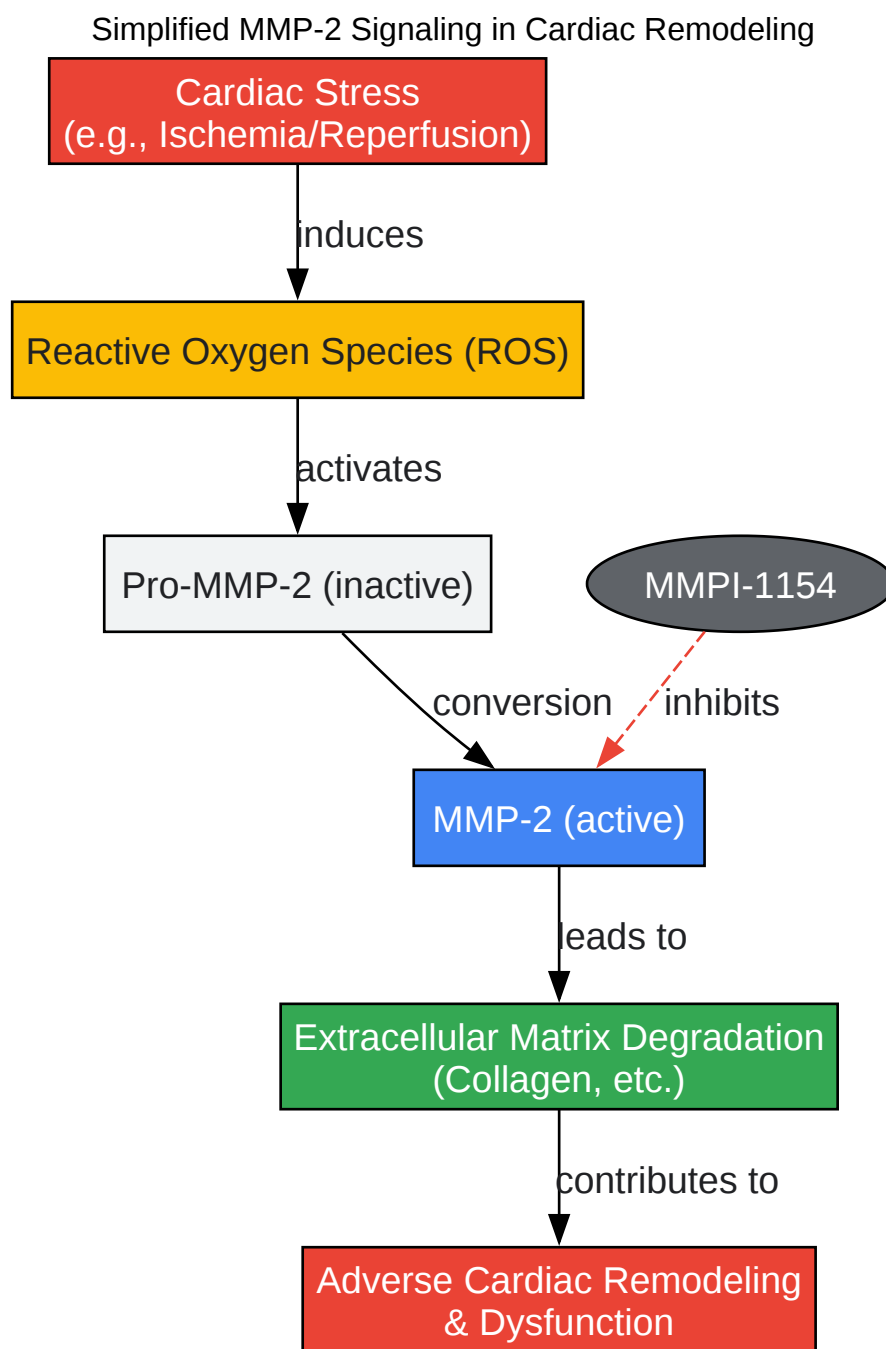 Simplified MMP-2 Signaling in Cardiac Remodeling
Cardiac Stress
(e.g., Ischemia/Reperfusion)
induces
Reactive Oxygen Species (ROS)
activates
Pro-MMP-2 (inactive)
MMPI-1154
conversion
inhibits
MMP-2 (active)
leads to
Extracellular Matrix Degradation
(Collagen, etc.)
contributes to
Adverse Cardiac Remodeling
& Dysfunction